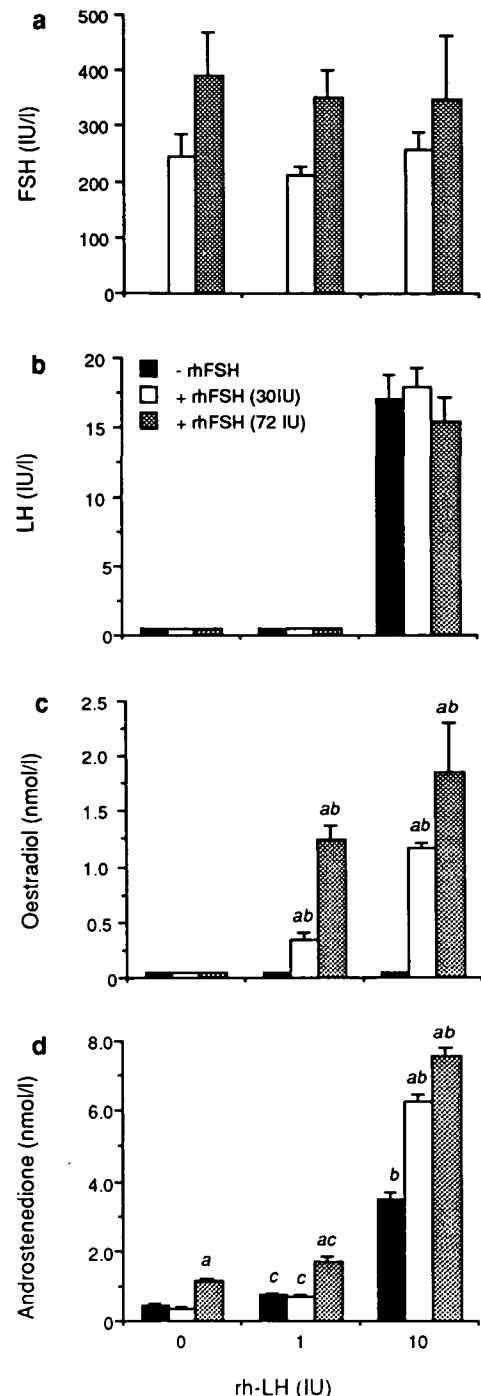 a
500
400
300
200
100
0
FSH (IU/l)
b
20
15
10
5
0
LH (IU/l)
- rhFSH
+ rhFSH (30IU)
+ rhFSH (72 IU)
c
2.5
2.0
1.5
1.0
0.5
0
Oestradiol (nmol/l)
ab
ab
ab
ab
d
8.0
6.0
4.0
2.0
0
Androstenedione (nmol/l)
a
c
c
ac
b
ab
ab
0
1
10
rh-LH (IU)